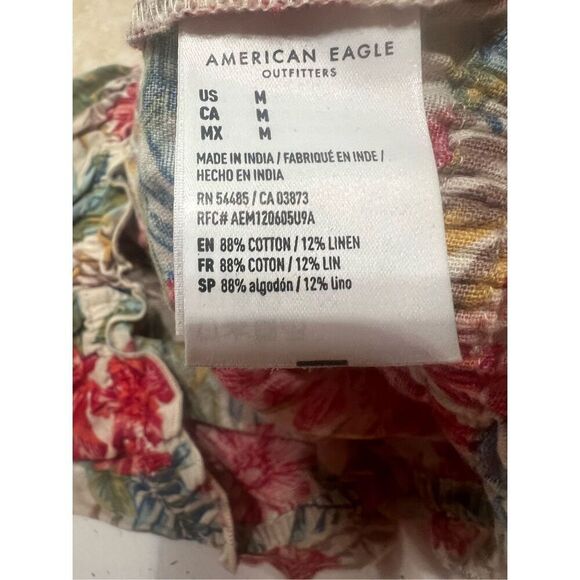 AMERICAN EAGLE
OUTFITTERS
US M
CA M
MX M
MADE IN INDIA / FABRIQUÉ EN INDE /
HECHO EN INDIA
RN 54485 / CA 03873
RFC# AEM120605U9A
EN 88% COTTON / 12% LINEN
FR 88% COTON / 12% LIN
SP 88% algodón / 12% lino